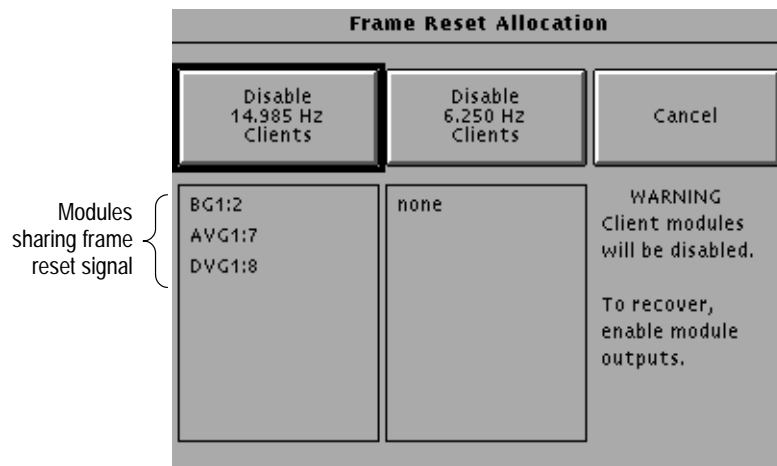 Frame Reset Allocation
Disable
14.985 Hz
Clients
Disable
6.250 Hz
Clients
Cancel
Modules
sharing frame
reset signal
BG1:2
AVG1:7
DVG1:8
none
WARNING
Client modules
will be disabled.
To recover,
enable module
outputs.